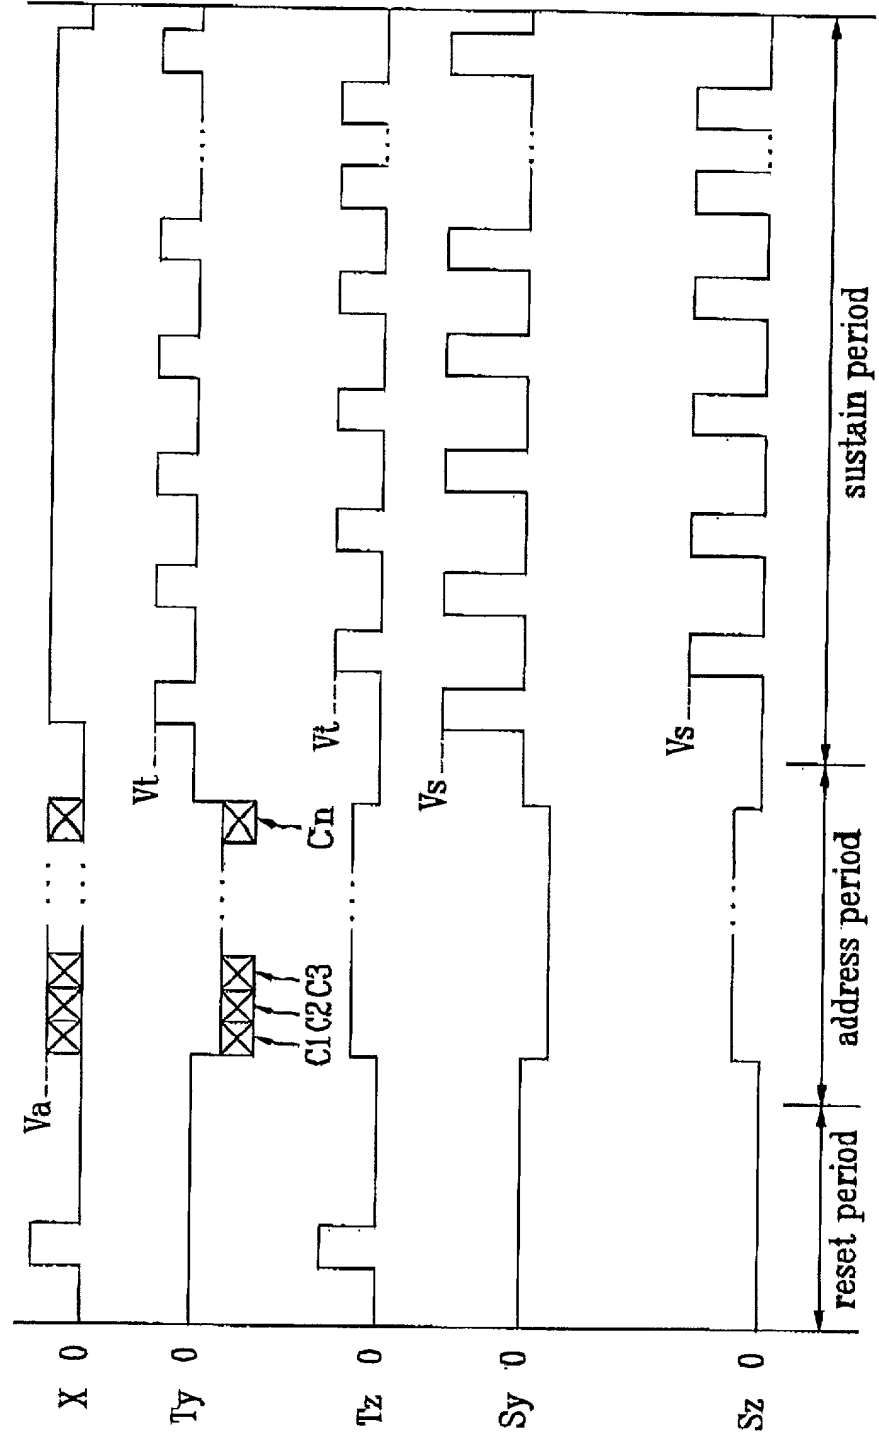 X 0
Va
Ty 0
Vt
C1 C2 C3
Cn
Tz 0
Vt
Sy 0
Vs
Sz 0
Vs
reset period
address period
sustain period